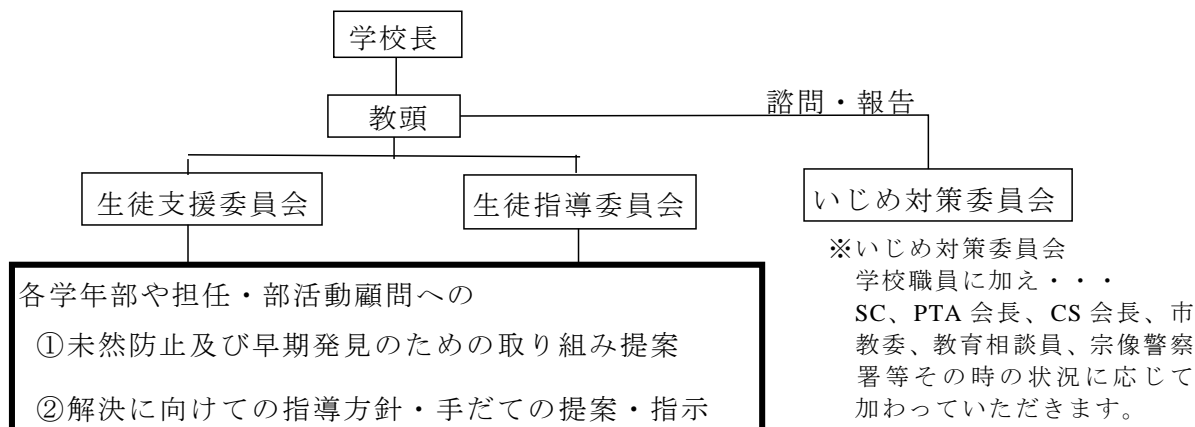 学校長
教頭
諮問・報告
生徒支援委員会
生徒指導委員会
いじめ対策委員会
※いじめ対策委員会
学校職員に加え・・・
SC、PTA 会長、CS 会長、市
教委、教育相談員、宗像警察
署等その時の状況に応じて
加わっていただきます。
各学年部や担任・部活動顧問への
①未然防止及び早期発見のための取り組み提案
②解決に向けての指導方針・手だての提案・指示